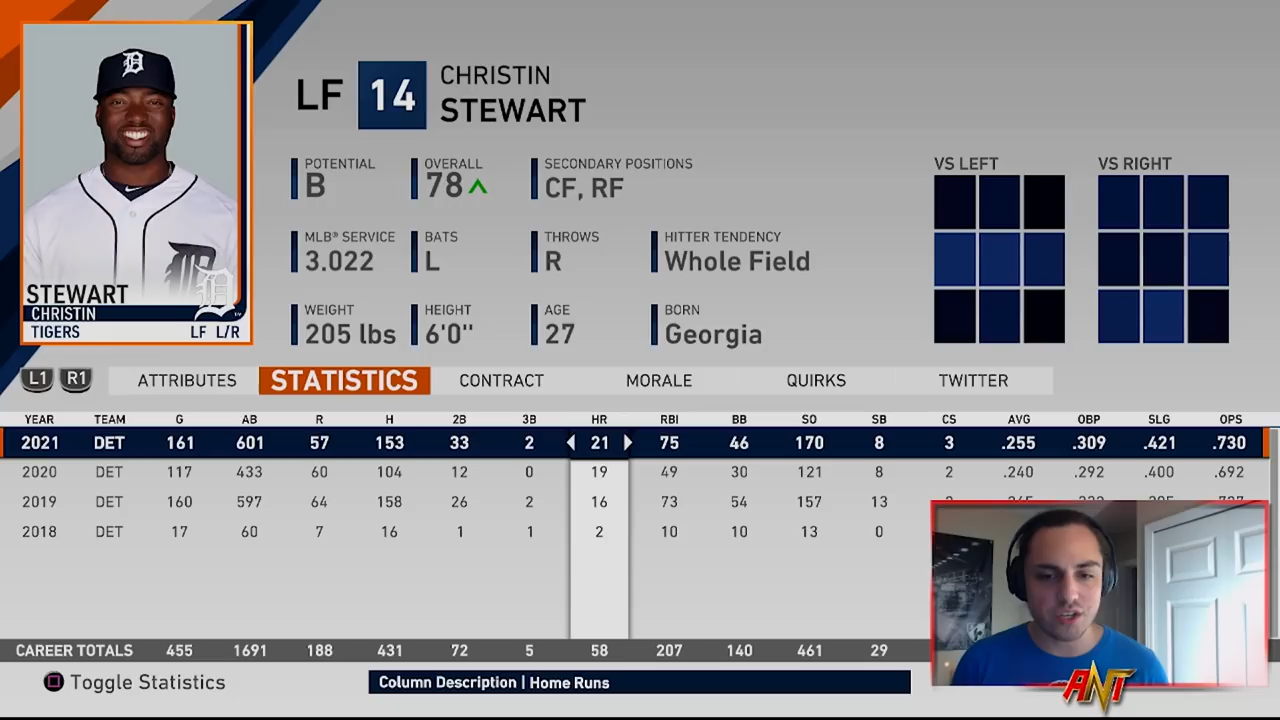 LF 14 CHRISTIN STEWART
POTENTIAL B
OVERALL 78
SECONDARY POSITIONS CF, RF
MLB® SERVICE 3.022
BATS L
THROWS R
HITTER TENDENCY Whole Field
WEIGHT 205 lbs
HEIGHT 6'0"
AGE 27
BORN Georgia
VS LEFT
VS RIGHT
STEWART
CHRISTIN
TIGERS LF L/R
L1 R1 ATTRIBUTES STATISTICS CONTRACT MORALE QUIRKS TWITTER
YEAR TEAM G AB R H 2B 3B HR RBI BB SO SB CS AVG OBP SLG OPS
2021 DET 161 601 57 153 33 2 21 75 46 170 8 3 .255 .309 .421 .730
2020 DET 117 433 60 104 12 0 19 49 30 121 8 2 .240 .292 .400 .692
2019 DET 160 597 64 158 26 2 16 73 54 157 13
2018 DET 17 60 7 16 1 1 2 10 10 13 0
CAREER TOTALS 455 1691 188 431 72 5 58 207 140 461 29
Toggle Statistics
Column Description | Home Runs
ANT